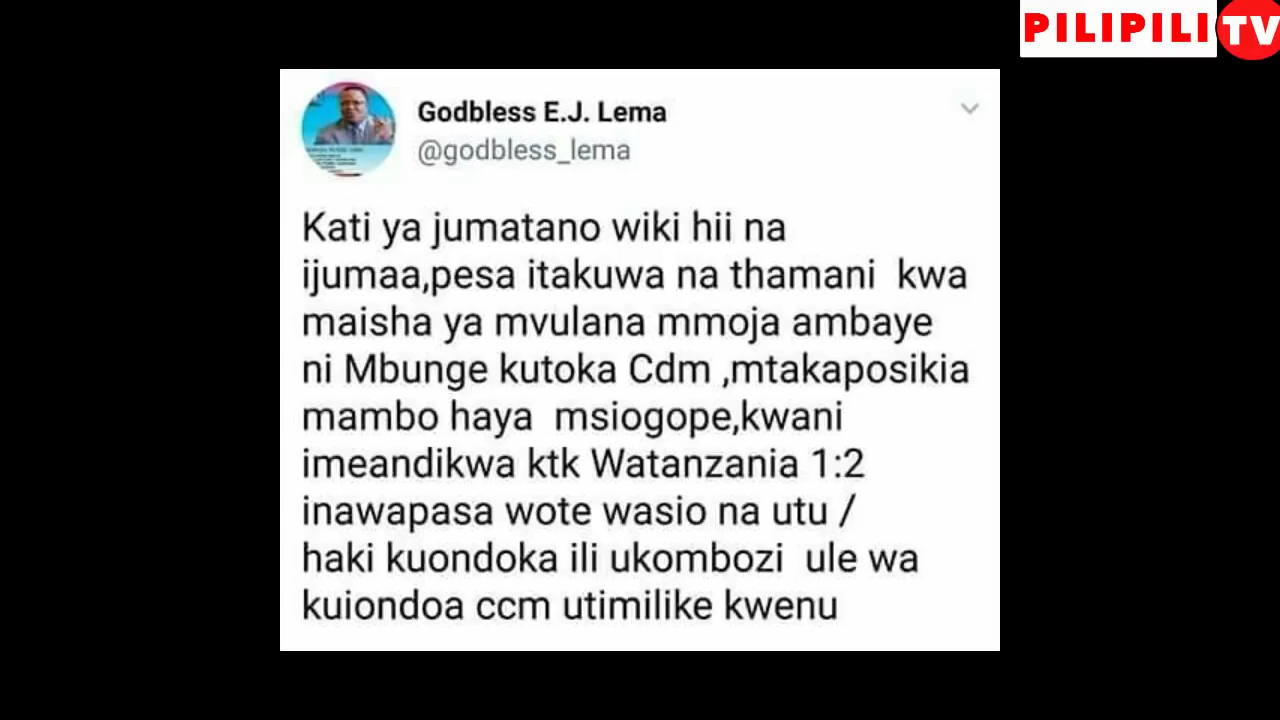 PILIPILI TV
Godbless E.J. Lema
@godbless_lema
Kati ya jumatano wiki hii na
ijumaa,pesa itakuwa na thamani kwa
maisha ya mvulana mmoja ambaye
ni Mbunge kutoka Cdm ,mtakaposikia
mambo haya msiogope,kwani
imeandikwa ktk Watanzania 1:2
inawapasa wote wasio na utu /
haki kuondoka ili ukombozi ule wa
kuiondoa ccm utimilike kwenu